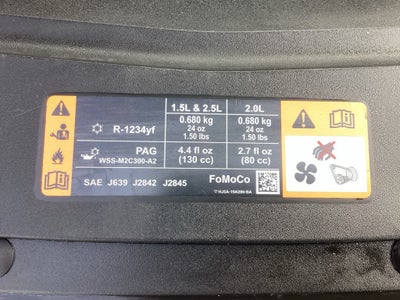 1.5L & 2.5L 2.0L
R-1234yf 0.680 kg 0.680 kg
24 oz 24 oz
1.50 lbs 1.50 lbs
PAG 4.4 fl oz 2.7 fl oz
WSS-M2C300-A2 (130 cc) (80 cc)
SAE J639 J2842 J2845 FoMoCo